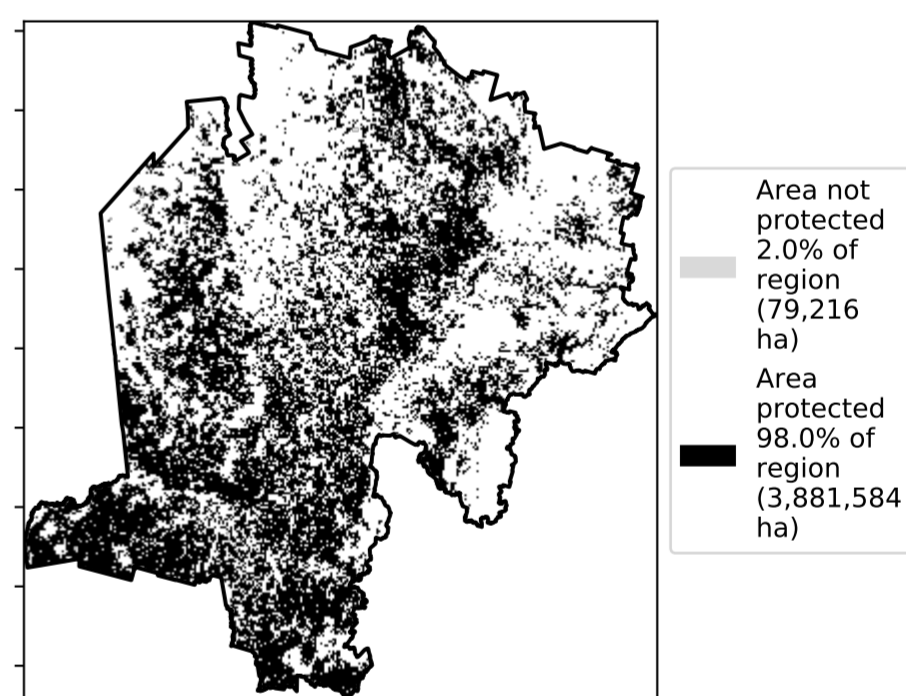 Area not
protected
2.0% of
region
(79,216
ha)
Area
protected
98.0% of
region
(3,881,584
ha)